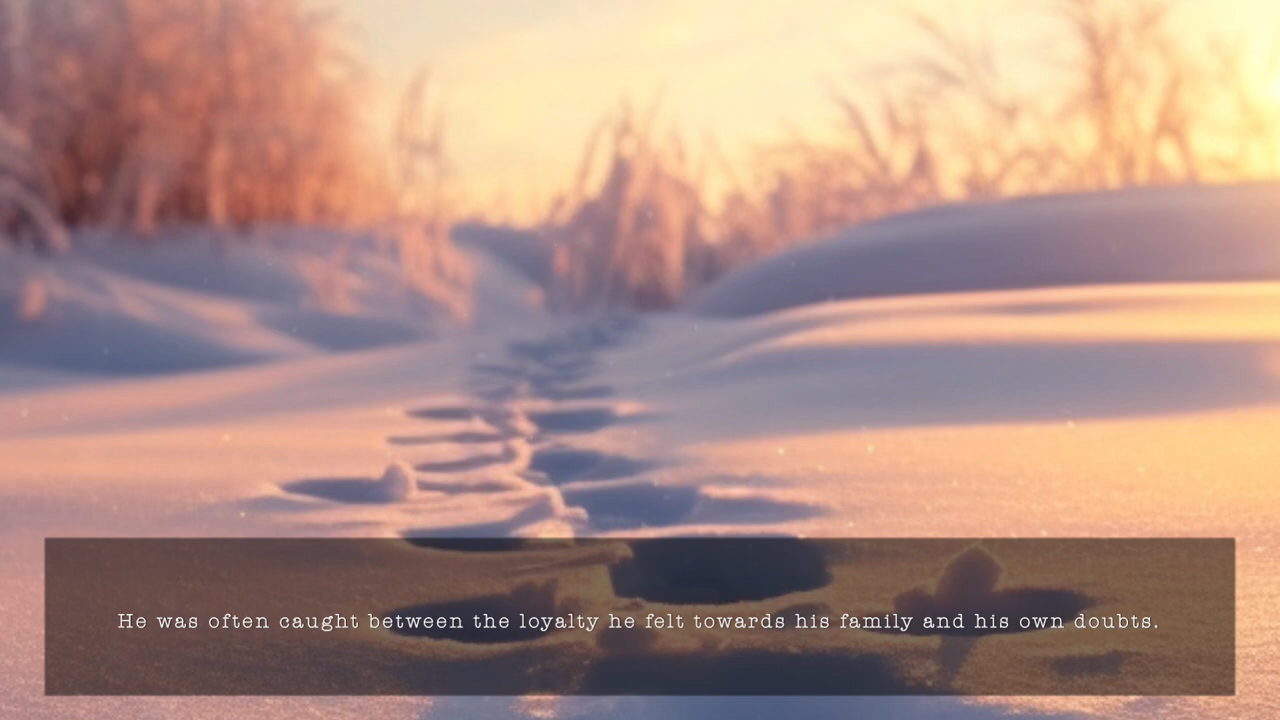 He was often caught between the loyalty he felt towards his family and his own doubts.